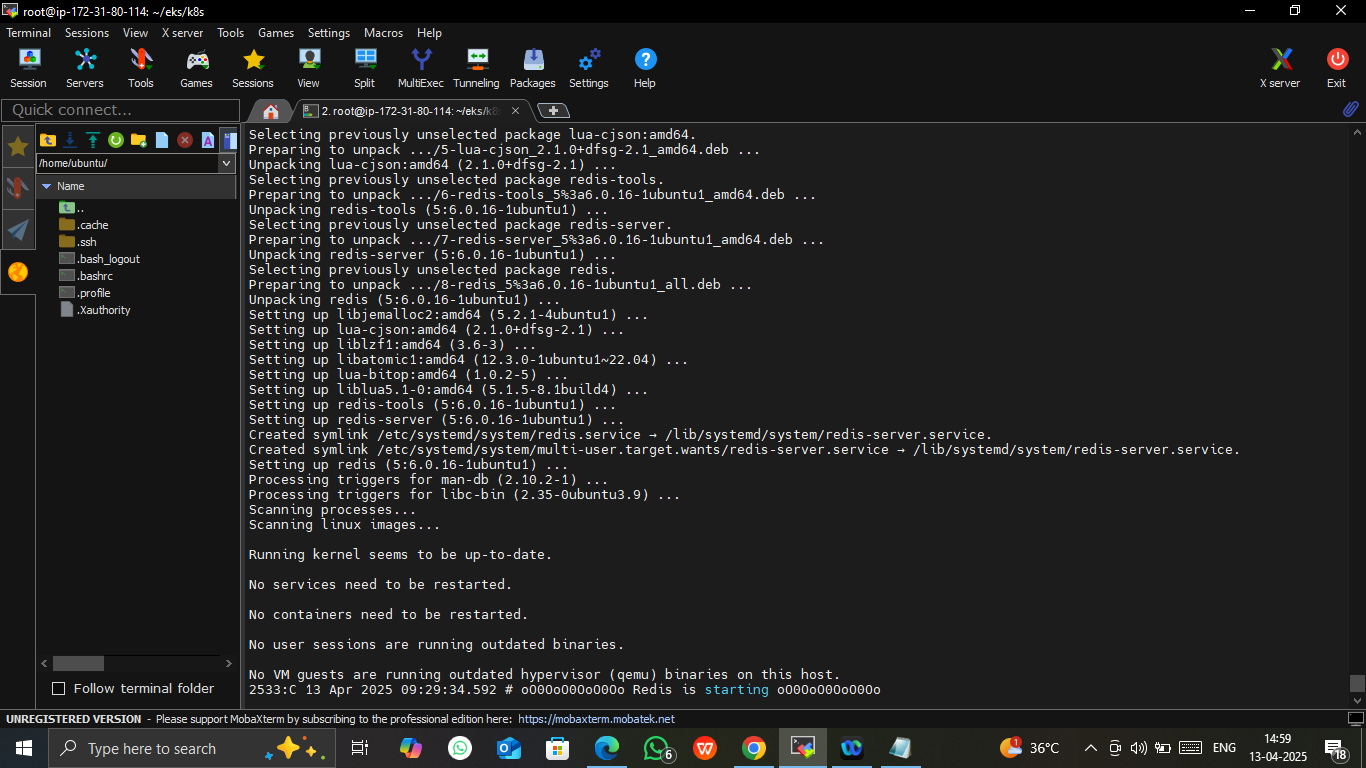 root@ip-172-31-80-114: ~/eks/k8s
Terminal Sessions View X server Tools Games Settings Macros Help
Session Servers Tools Games Sessions View Split MultiExec Tunneling Packages Settings Help X server Exit
Quick connect...
2. root@ip-172-31-80-114: ~/eks/k8s
/home/ubuntu/
Name
..
.cache
.ssh
.bash_logout
.bashrc
.profile
.Xauthority
Selecting previously unselected package lua-cjson:amd64.
Preparing to unpack .../5-lua-cjson_2.1.0+dfsg-2.1_amd64.deb ...
Unpacking lua-cjson:amd64 (2.1.0+dfsg-2.1) ...
Selecting previously unselected package redis-tools.
Preparing to unpack .../6-redis-tools_5%3a6.0.16-1ubuntu1_amd64.deb ...
Unpacking redis-tools (5:6.0.16-1ubuntu1) ...
Selecting previously unselected package redis-server.
Preparing to unpack .../7-redis-server_5%3a6.0.16-1ubuntu1_amd64.deb ...
Unpacking redis-server (5:6.0.16-1ubuntu1) ...
Selecting previously unselected package redis.
Preparing to unpack .../8-redis_5%3a6.0.16-1ubuntu1_all.deb ...
Unpacking redis (5:6.0.16-1ubuntu1) ...
Setting up libjemalloc2:amd64 (5.2.1-4ubuntu1) ...
Setting up lua-cjson:amd64 (2.1.0+dfsg-2.1) ...
Setting up liblzf1:amd64 (3.6-3) ...
Setting up libatomic1:amd64 (12.3.0-1ubuntu1~22.04) ...
Setting up lua-bitop:amd64 (1.0.2-5) ...
Setting up liblua5.1-0:amd64 (5.1.5-8.1build4) ...
Setting up redis-tools (5:6.0.16-1ubuntu1) ...
Setting up redis-server (5:6.0.16-1ubuntu1) ...
Created symlink /etc/systemd/system/redis.service → /lib/systemd/system/redis-server.service.
Created symlink /etc/systemd/system/multi-user.target.wants/redis-server.service → /lib/systemd/system/redis-server.service.
Setting up redis (5:6.0.16-1ubuntu1) ...
Processing triggers for man-db (2.10.2-1) ...
Processing triggers for libc-bin (2.35-0ubuntu3.9) ...
Scanning processes...
Scanning linux images...
Running kernel seems to be up-to-date.
No services need to be restarted.
No containers need to be restarted.
No user sessions are running outdated binaries.
No VM guests are running outdated hypervisor (qemu) binaries on this host.
2533:C 13 Apr 2025 09:29:34.592 # oO0OoO0OoO0Oo Redis is starting oO0OoO0OoO0Oo
Follow terminal folder
UNREGISTERED VERSION - Please support MobaXterm by subscribing to the professional edition here: https://mobaxterm.mobatek.net
Type here to search
6
1
36°C
ENG
14:59
13-04-2025
18